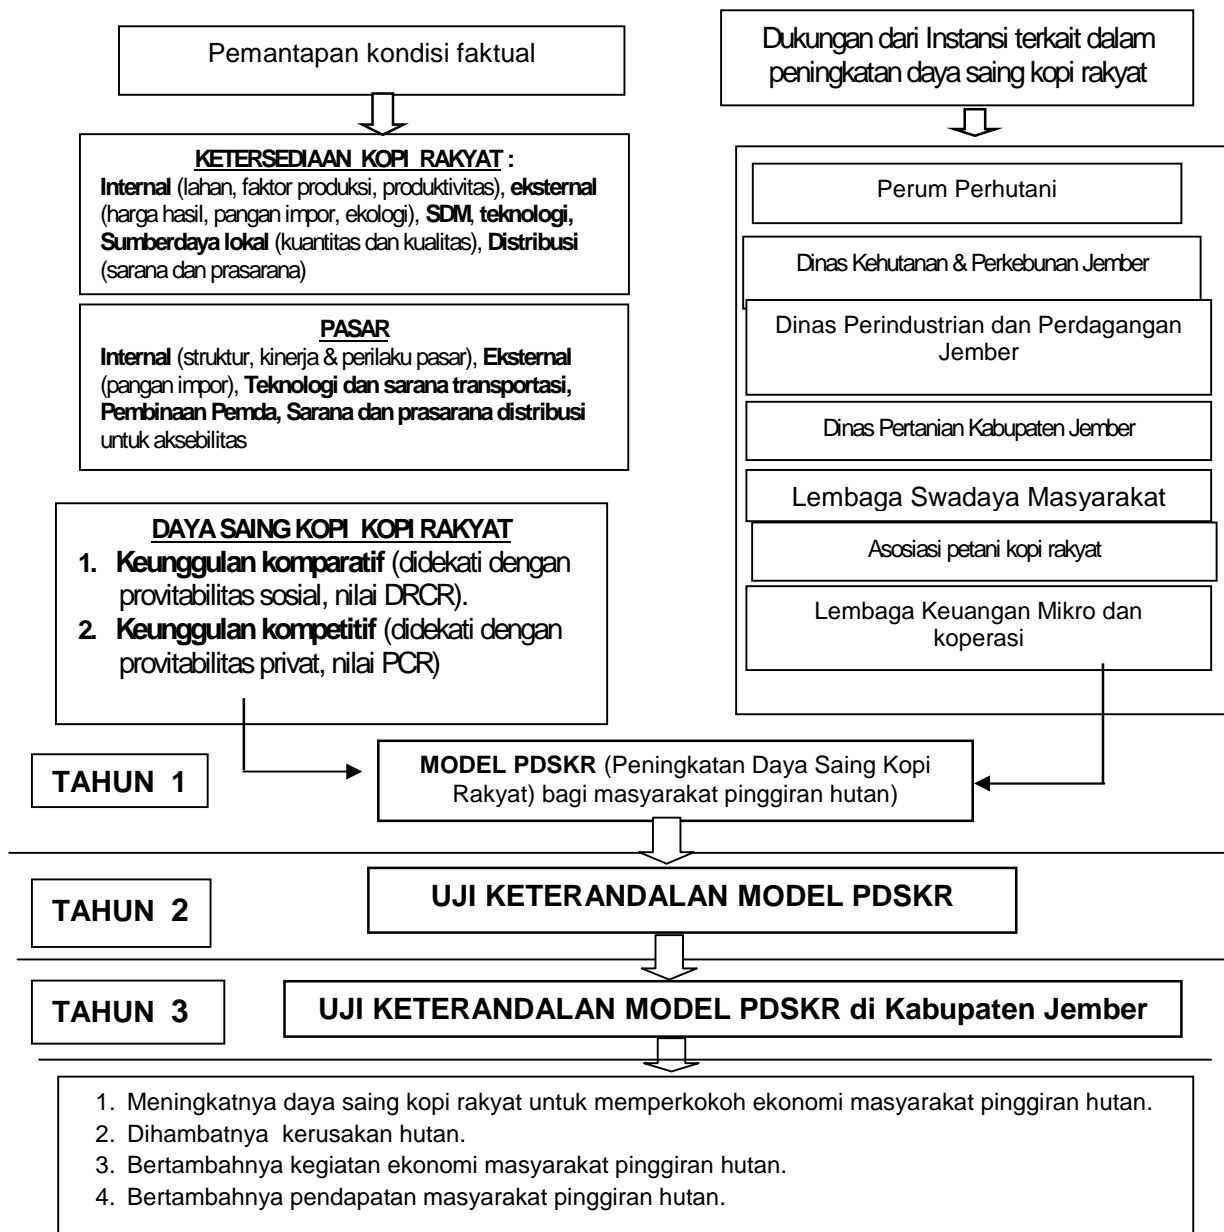 Pemantapan kondisi faktual
KETERSEDIAAN KOPI RAKYAT :
Internal (lahan, faktor produksi, produktivitas), eksternal
(harga hasil, pangan impor, ekologi), SDM, teknologi,
Sumberdaya lokal (kuantitas dan kualitas), Distribusi
(sarana dan prasarana)
PASAR
Internal (struktur, kinerja & perilaku pasar), Eksternal
(pangan impor), Teknologi dan sarana transportasi,
Pembinaan Pemda, Sarana dan prasarana distribusi
untuk aksebilitas
DAYA SAING KOPI KOPI RAKYAT
1. Keunggulan komparatif (didekati dengan
provitabilitas sosial, nilai DRCR).
2. Keunggulan kompetitif (didekati dengan
provitabilitas privat, nilai PCR)
Dukungan dari Instansi terkait dalam
peningkatan daya saing kopi rakyat
Perum Perhutani
Dinas Kehutanan & Perkebunan Jember
Dinas Perindustrian dan Perdagangan
Jember
Dinas Pertanian Kabupaten Jember
Lembaga Swadaya Masyarakat
Asosiasi petani kopi rakyat
Lembaga Keuangan Mikro dan
koperasi
TAHUN 1
MODEL PDSKR (Peningkatan Daya Saing Kopi
Rakyat) bagi masyarakat pinggiran hutan)
TAHUN 2
UJI KETERANDALAN MODEL PDSKR
TAHUN 3
UJI KETERANDALAN MODEL PDSKR di Kabupaten Jember
1. Meningkatnya daya saing kopi rakyat untuk memperkokoh ekonomi masyarakat pinggiran hutan.
2. Dihambatnya kerusakan hutan.
3. Bertambahnya kegiatan ekonomi masyarakat pinggiran hutan.
4. Bertambahnya pendapatan masyarakat pinggiran hutan.